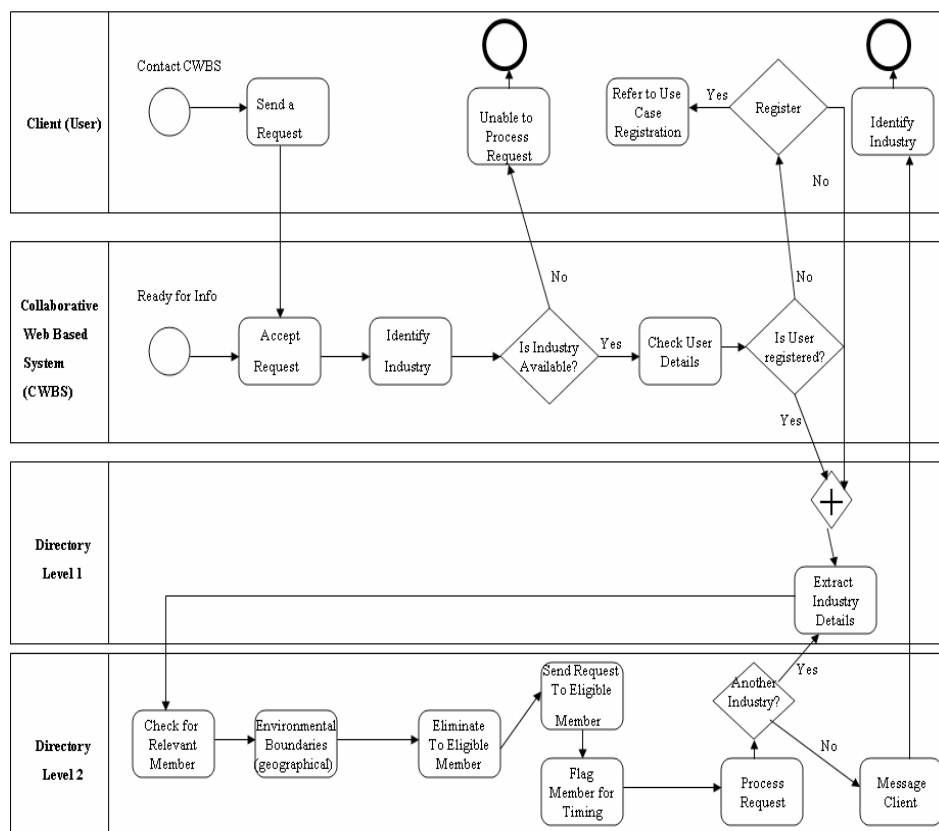 Client (User)
Contact CWBS
Send a
Request
Unable to
Process
Request
Refer to Use
Case
Registration
Yes
Register
No
Identify
Industry
Collaborative
Web Based
System
(CWBS)
Ready for Info
Accept
Request
Identify
Industry
No
Is Industry
Available?
Yes
Check User
Details
No
Is User
registered?
Yes
Directory
Level 1
Extract
Industry
Details
Directory
Level 2
Check for
Relevant
Member
Environmental
Boundaries
(geographical)
Eliminate
To Eligible
Member
Send Request
To Eligible
Member
Flag
Member for
Timing
Process
Request
Another
Industry?
Yes
No
Message
Client